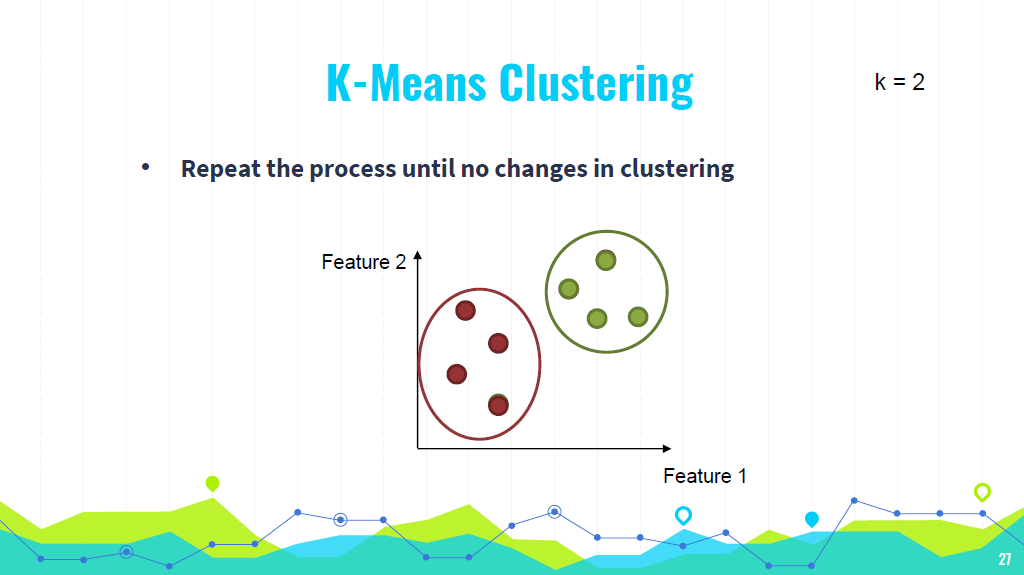 K-Means Clustering
k = 2
• Repeat the process until no changes in clustering
Feature 2
Feature 1
27